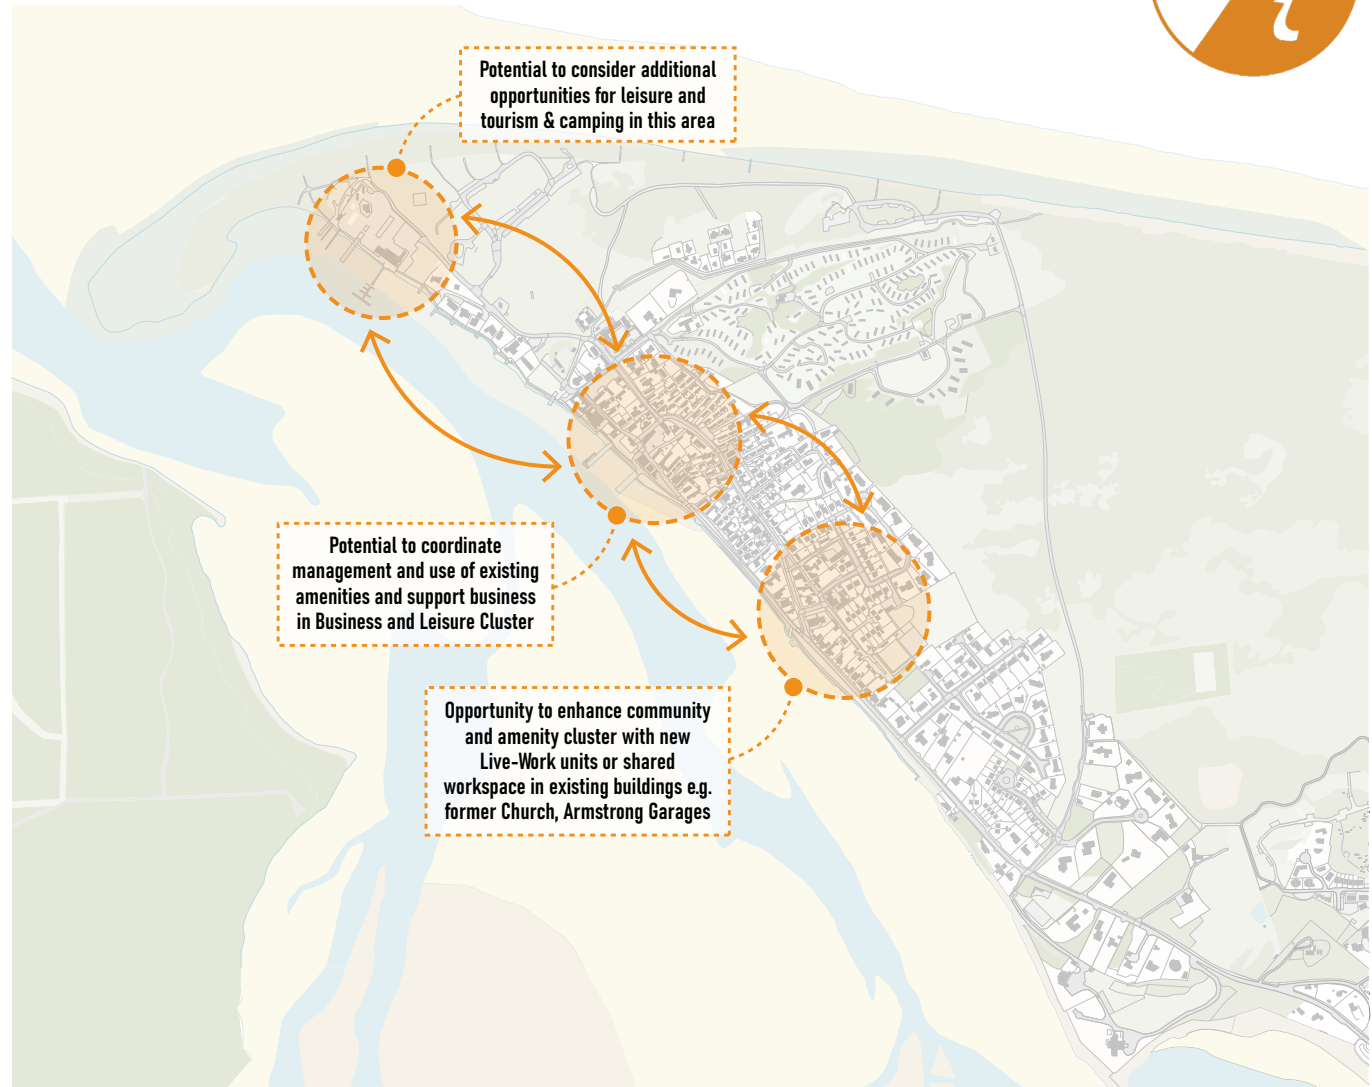 i
Potential to consider additional
opportunities for leisure and
tourism & camping in this area
Potential to coordinate
management and use of existing
amenities and support business
in Business and Leisure Cluster
Opportunity to enhance community
and amenity cluster with new
Live-Work units or shared
workspace in existing buildings e.g.
former Church, Armstrong Garages